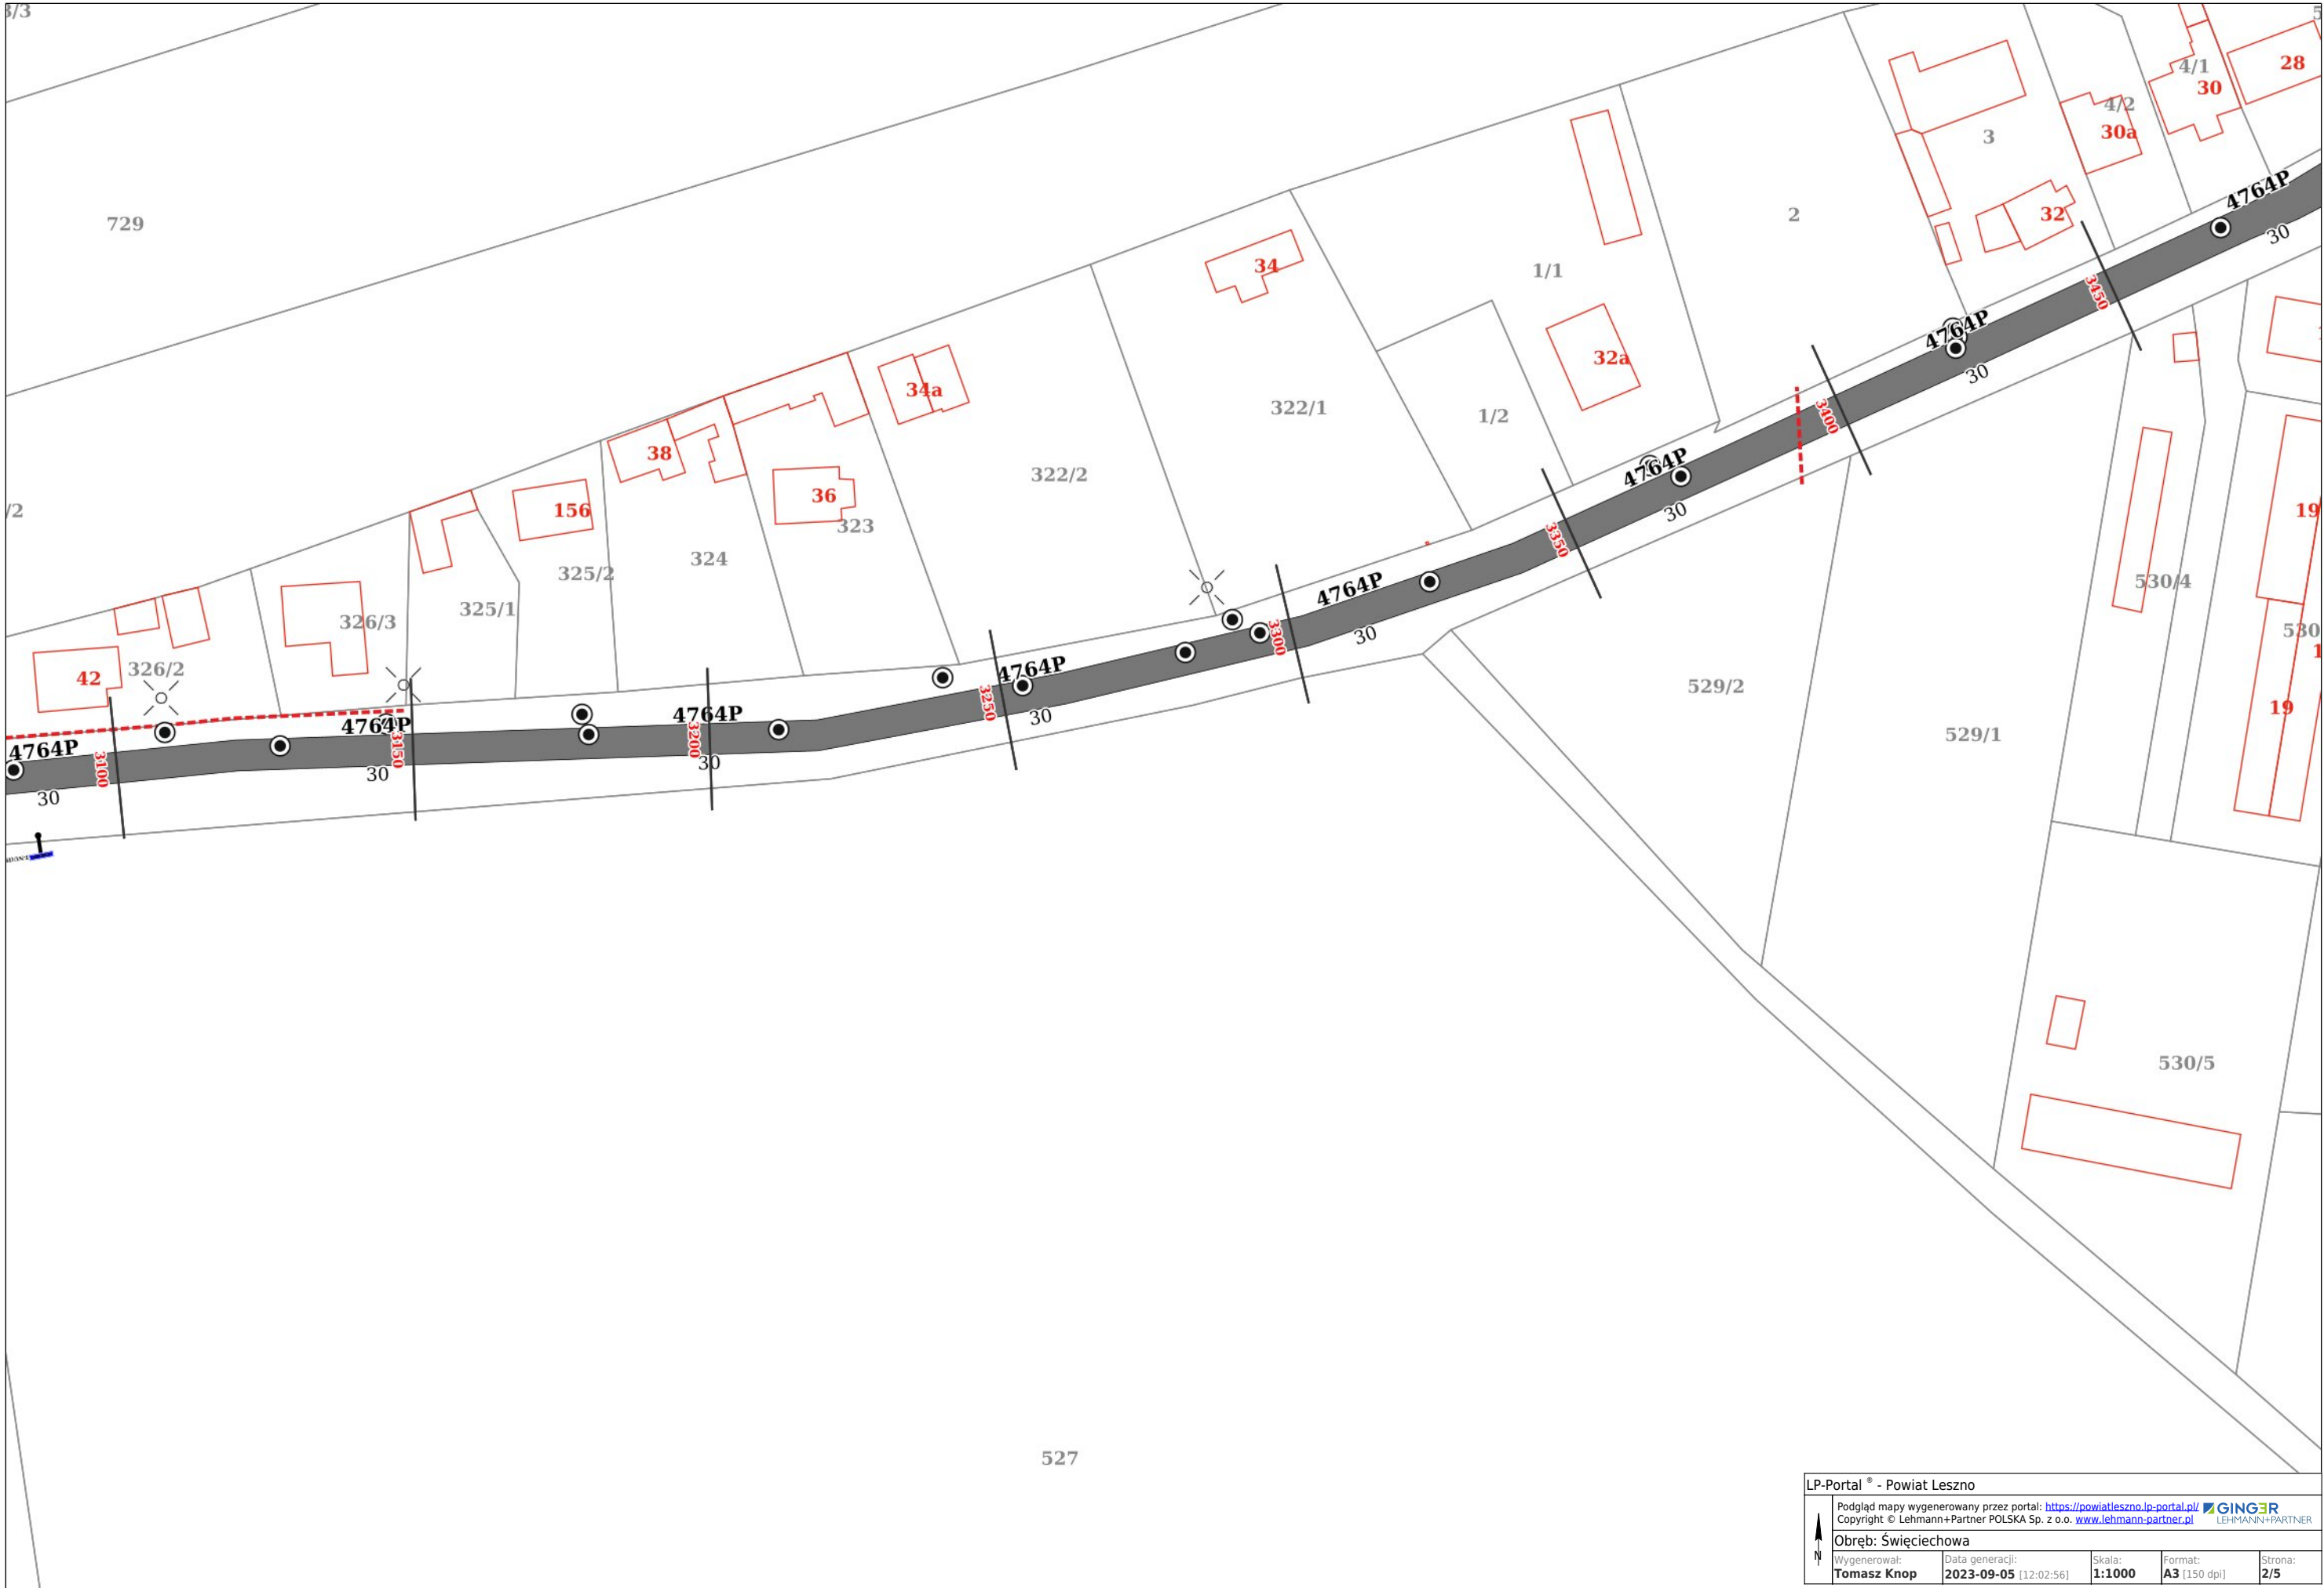 3/3
28
4/1
30
4/2
30a
3
4764P
30
32
2
729
34
1/1
3450
4764P
30
32a
34a
322/1
1/2
3400
38
322/2
4764P
30
/2
156
36
323
19
3350
324
325/2
530/4
4764P
30
325/1
326/3
530
3300
326/2
42
4764P
30
3250
529/2
19
4764P
30
3200
4764P
30
3150
529/1
4764P
30
3100
530/5
527
LP-Portal ® - Powiat Leszno
Podgląd mapy wygenerowany przez portal: https://powiatleszno.lp-portal.pl/
Copyright © Lehmann+Partner POLSKA Sp. z o.o. www.lehmann-partner.pl
GINGER
LEHMANN+PARTNER
N
Obręb: Święciechowa
Wygenerował: Data generacji: Skala: Format: Strona:
Tomasz Knop 2023-09-05 [12:02:56] 1:1000 A3 [150 dpi] 2/5